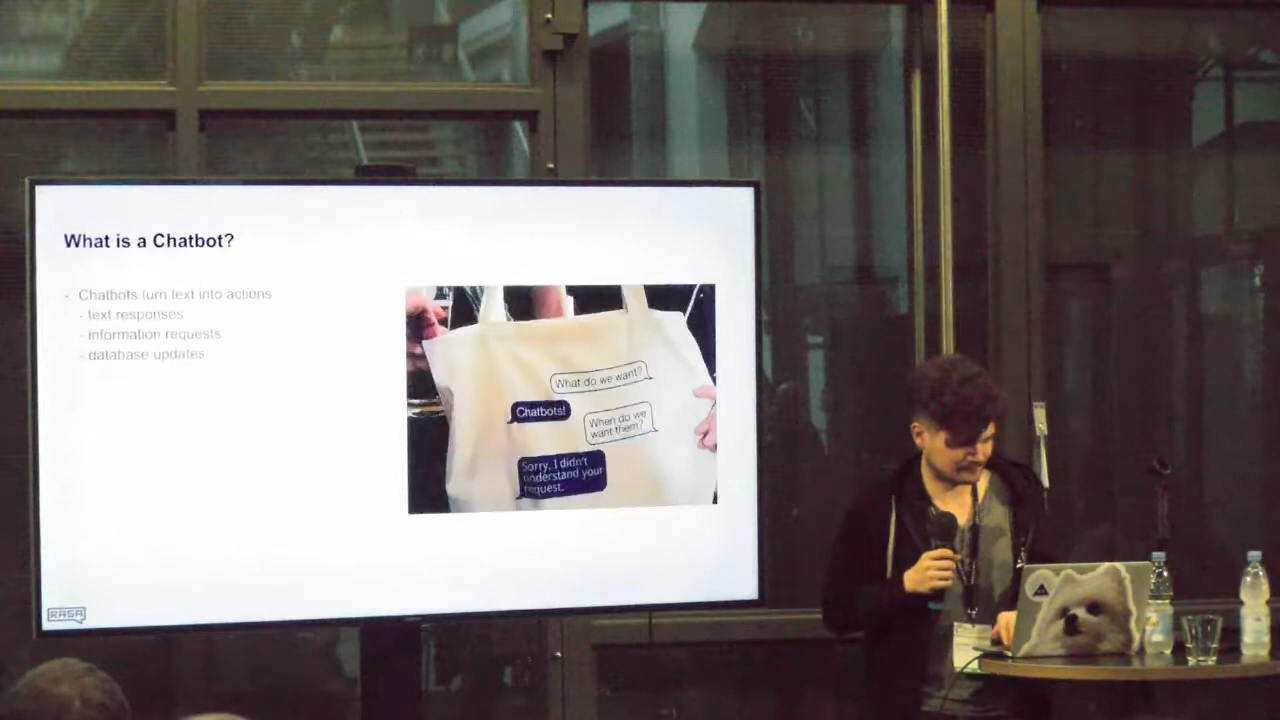 What is a Chatbot?
- Chatbots turn text into actions
- text responses
- information requests
- database updates
What do we want?
Chatbots!
When do we
want them?
Sorry, I didn't
understand your
request.
RASA